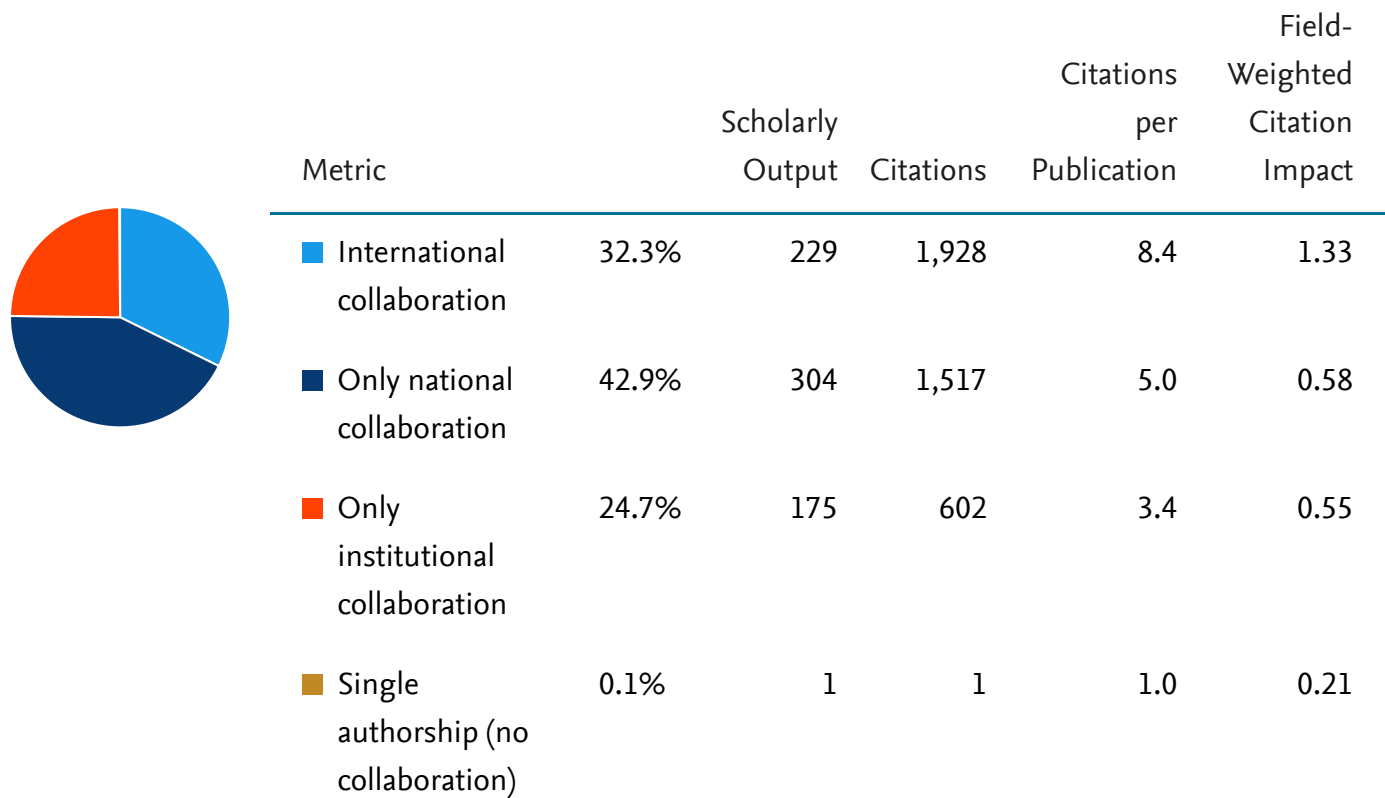 Field-
Citations Weighted
Scholarly per Citation
Metric Output Citations Publication Impact
International 32.3% 229 1,928 8.4 1.33
collaboration
Only national 42.9% 304 1,517 5.0 0.58
collaboration
Only 24.7% 175 602 3.4 0.55
institutional
collaboration
Single 0.1% 1 1 1.0 0.21
authorship (no
collaboration)